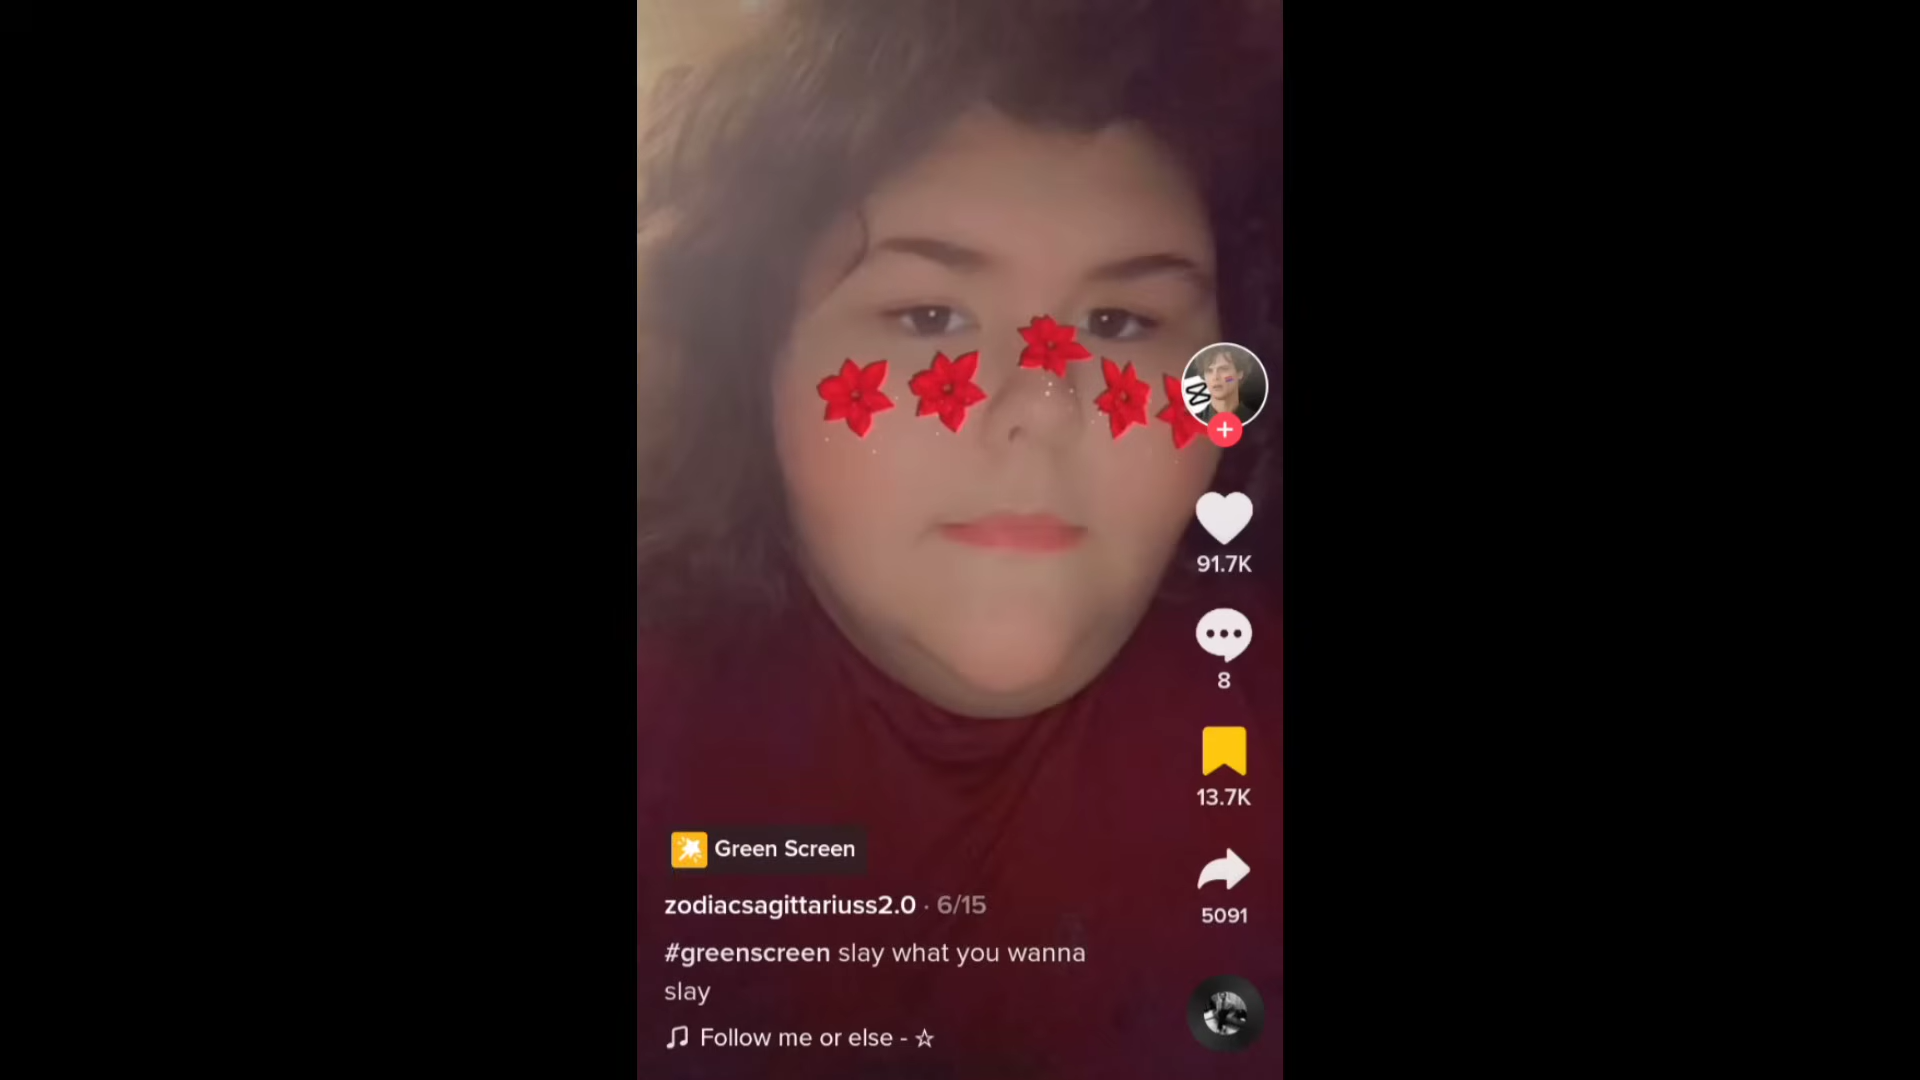 91.7K
8
13.7K
5091
Green Screen
zodiacsagittariuss2.0 · 6/15
#greenscreen slay what you wanna
slay
Follow me or else - ☆